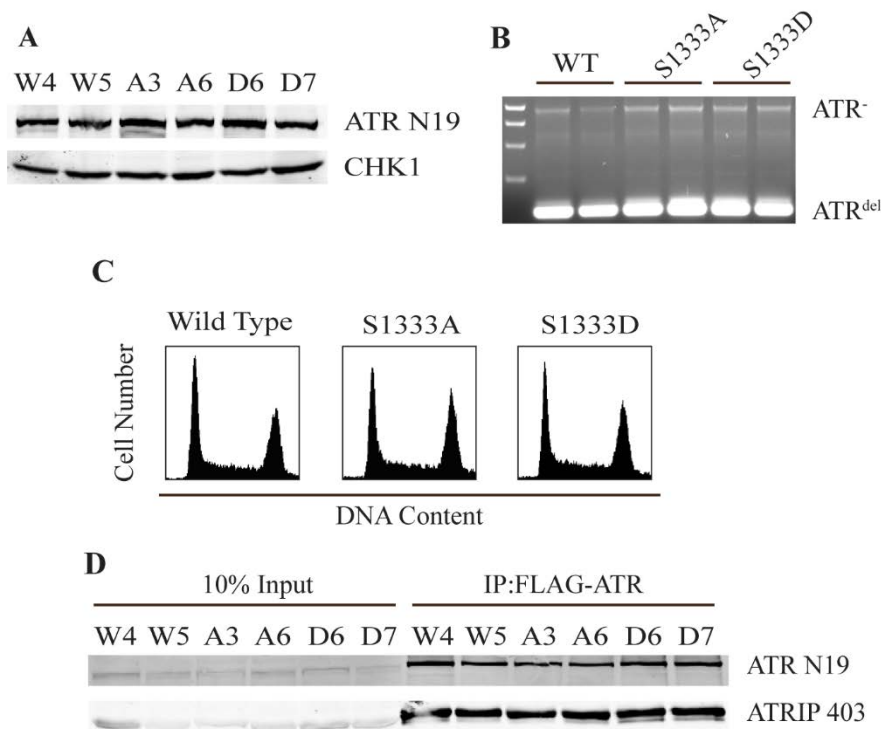 A
W4 W5 A3 A6 D6 D7
ATR N19
CHK1
B
WT S1333A S1333D
ATR-
ATRdel
C
Wild Type S1333A S1333D
Cell Number
DNA Content
D
10% Input IP:FLAG-ATR
W4 W5 A3 A6 D6 D7 W4 W5 A3 A6 D6 D7
ATR N19
ATRIP 403